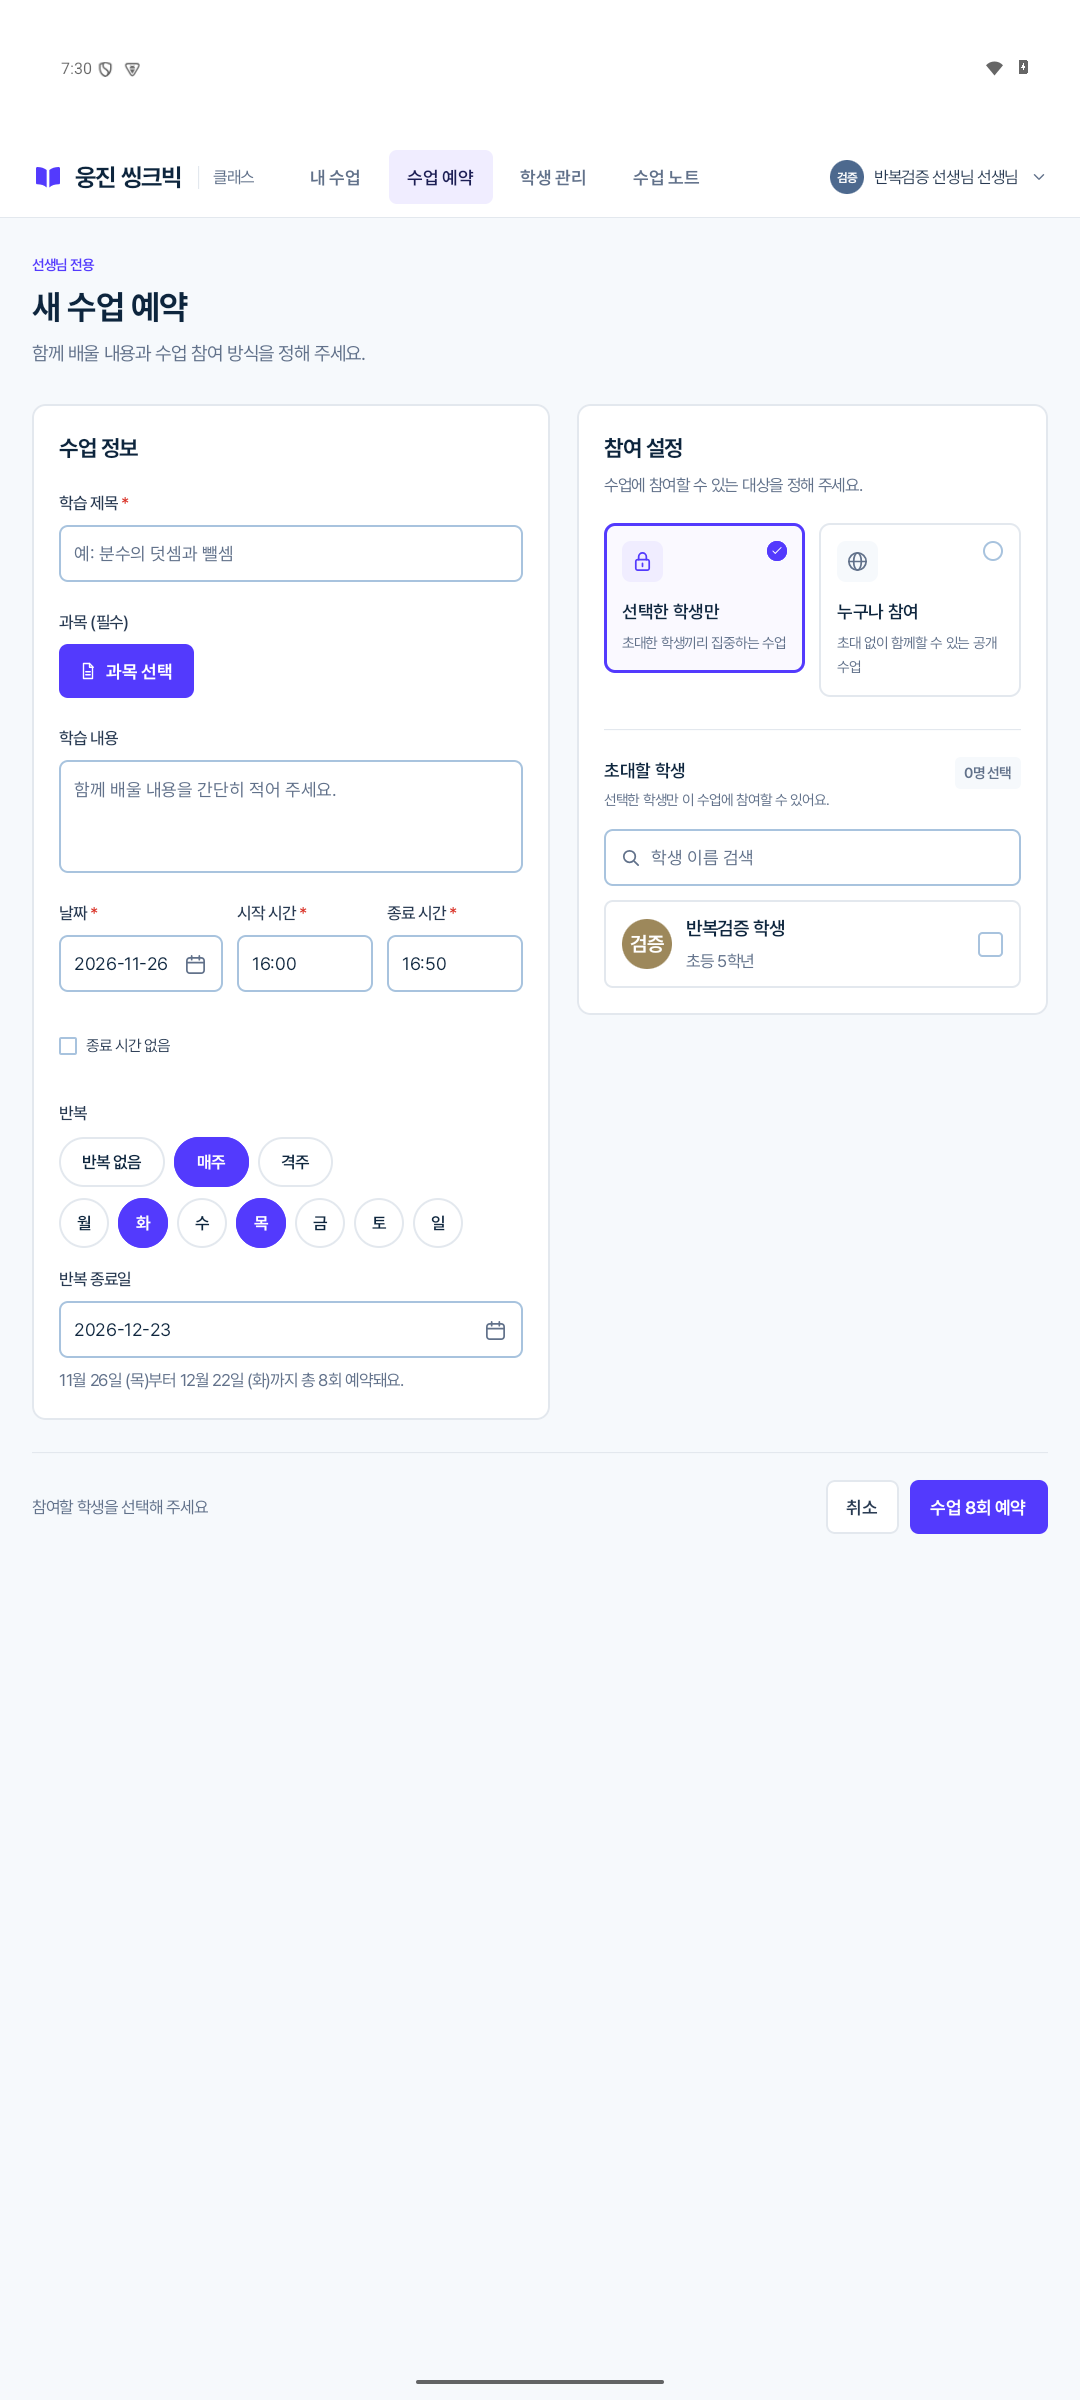 7:30
웅진 씽크빅 클래스 내 수업 수업 예약 학생 관리 수업 노트 검증 반복검증 선생님 선생님
선생님 전용
새 수업 예약
함께 배울 내용과 수업 참여 방식을 정해 주세요.
수업 정보
학습 제목 *
예: 분수의 덧셈과 뺄셈
과목 (필수)
과목 선택
학습 내용
함께 배울 내용을 간단히 적어 주세요.
날짜 * 시작 시간 * 종료 시간 *
2026-11-26 16:00 16:50
종료 시간 없음
반복
반복 없음 매주 격주
월 화 수 목 금 토 일
반복 종료일
2026-12-23
11월 26일 (목)부터 12월 22일 (화)까지 총 8회 예약돼요.
참여 설정
수업에 참여할 수 있는 대상을 정해 주세요.
선택한 학생만
초대한 학생끼리 집중하는 수업
누구나 참여
초대 없이 함께할 수 있는 공개
수업
초대할 학생 0명 선택
선택한 학생만 이 수업에 참여할 수 있어요.
학생 이름 검색
검증 반복검증 학생
초등 5학년
참여할 학생을 선택해 주세요 취소 수업 8회 예약